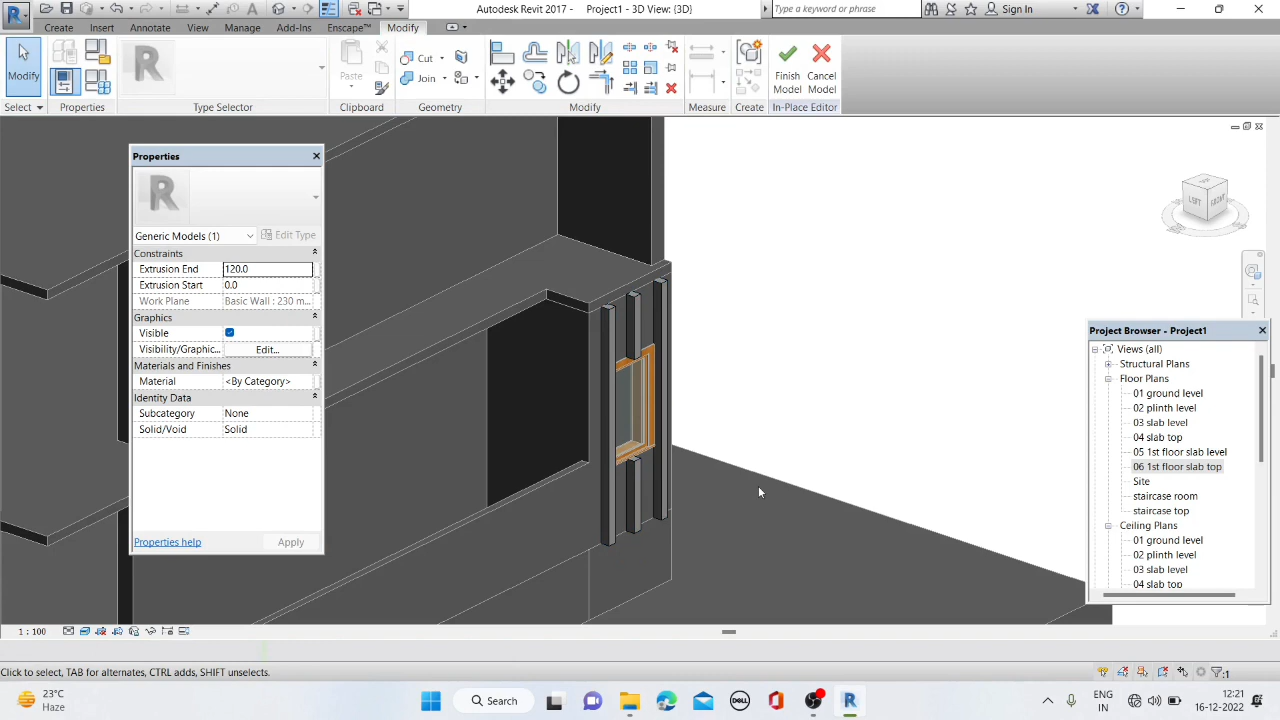 Autodesk Revit 2017 - Project1 - 3D View: {3D}
Type a keyword or phrase
Sign In
Insert Annotate View Manage Add-Ins Enscape™ Modify
Modify
Paste
Cut
Join
Finish Model
Cancel Model
Select Properties Type Selector Clipboard Geometry Modify Measure Create In-Place Editor
Properties
Generic Models (1) Edit Type
Constraints
Extrusion End 120.0
Extrusion Start 0.0
Work Plane Basic Wall : 230 m...
Graphics
Visible
Visibility/Graphic... Edit...
Materials and Finishes
Material <By Category>
Identity Data
Subcategory None
Solid/Void Solid
Properties help Apply
TOP
LEFT FRONT
Project Browser - Project1
Views (all)
Structural Plans
Floor Plans
01 ground level
02 plinth level
03 slab level
04 slab top
05 1st floor slab level
06 1st floor slab top
Site
staircase room
staircase top
Ceiling Plans
01 ground level
02 plinth level
03 slab level
04 slab top
1 : 100
Click to select, TAB for alternates, CTRL adds, SHIFT unselects.
:1
23°C
Haze
Search
DELL
ENG
IN
12:21
16-12-2022